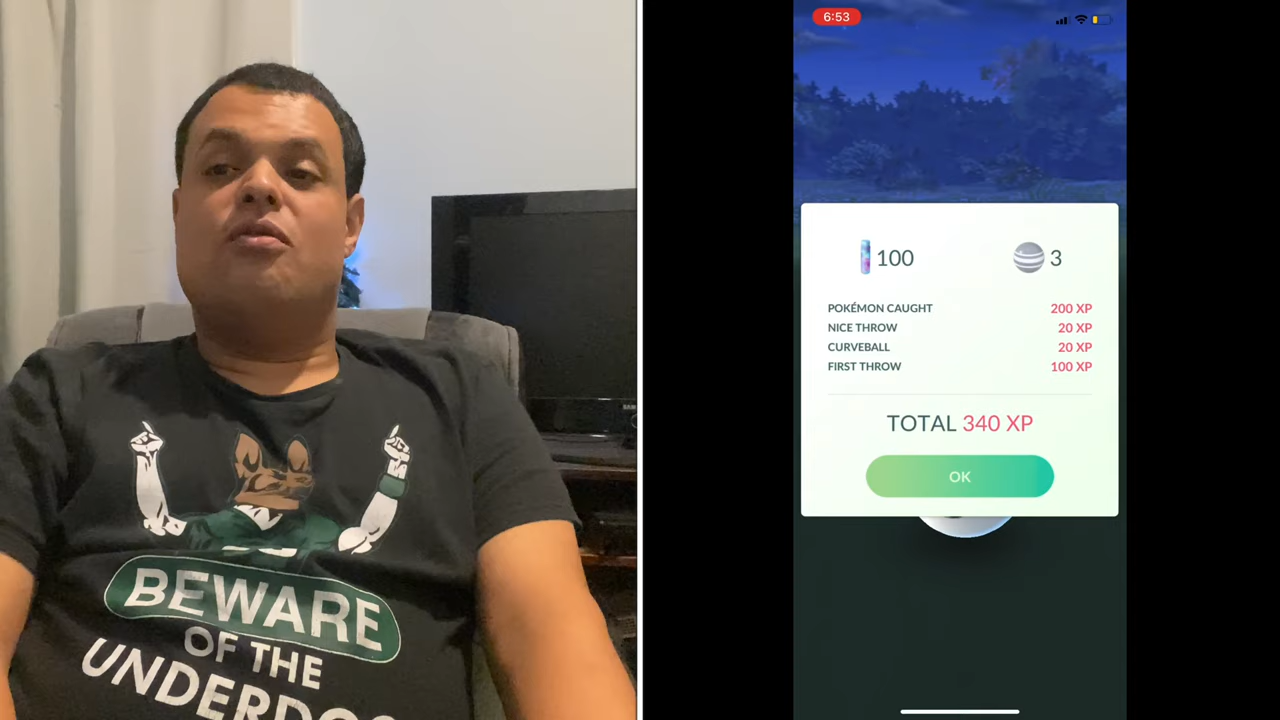 BEWARE
OF THE
UNDERDO
6:53
100
3
POKÉMON CAUGHT 200 XP
NICE THROW 20 XP
CURVEBALL 20 XP
FIRST THROW 100 XP
TOTAL 340 XP
OK